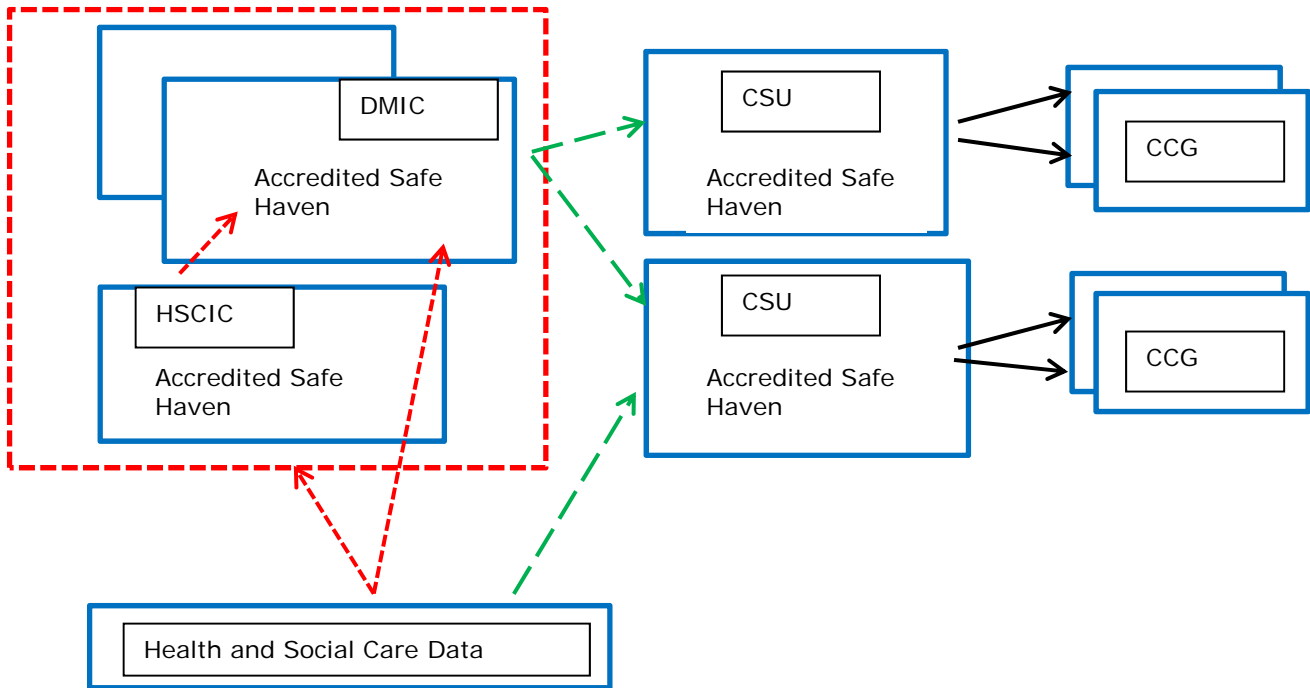 DMIC
Accredited Safe
Haven
HSCIC
Accredited Safe
Haven
CSU
Accredited Safe
Haven
CCG
CSU
Accredited Safe
Haven
CCG
Health and Social Care Data